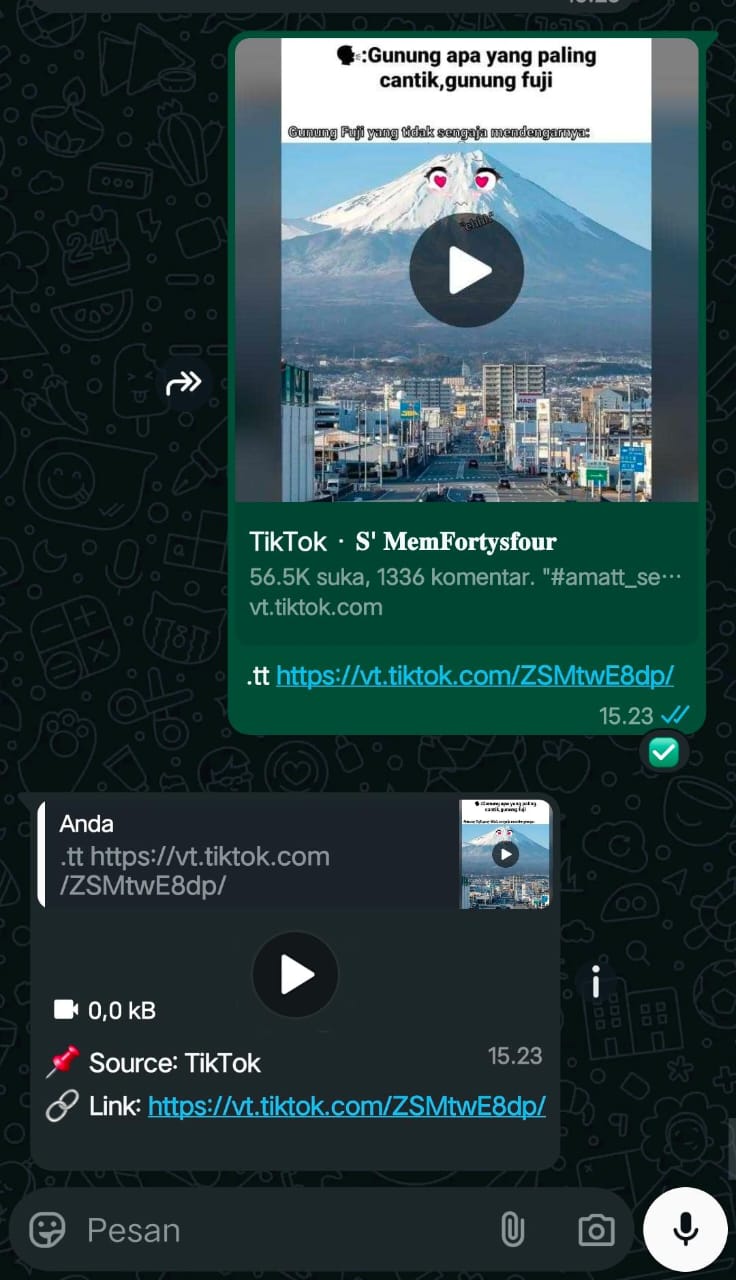 🗣:Gunung apa yang paling
cantik,gunung fuji
Gunung Fuji yang tidak sengaja mendengarnya:
TikTok · S' MemFortysfour
56.5K suka, 1336 komentar. "#amatt_se…
vt.tiktok.com
.tt https://vt.tiktok.com/ZSMtwE8dp/
15.23
Anda
.tt https://vt.tiktok.com
/ZSMtwE8dp/
0,0 kB
📌 Source: TikTok
15.23
🔗 Link: https://vt.tiktok.com/ZSMtwE8dp/
Pesan